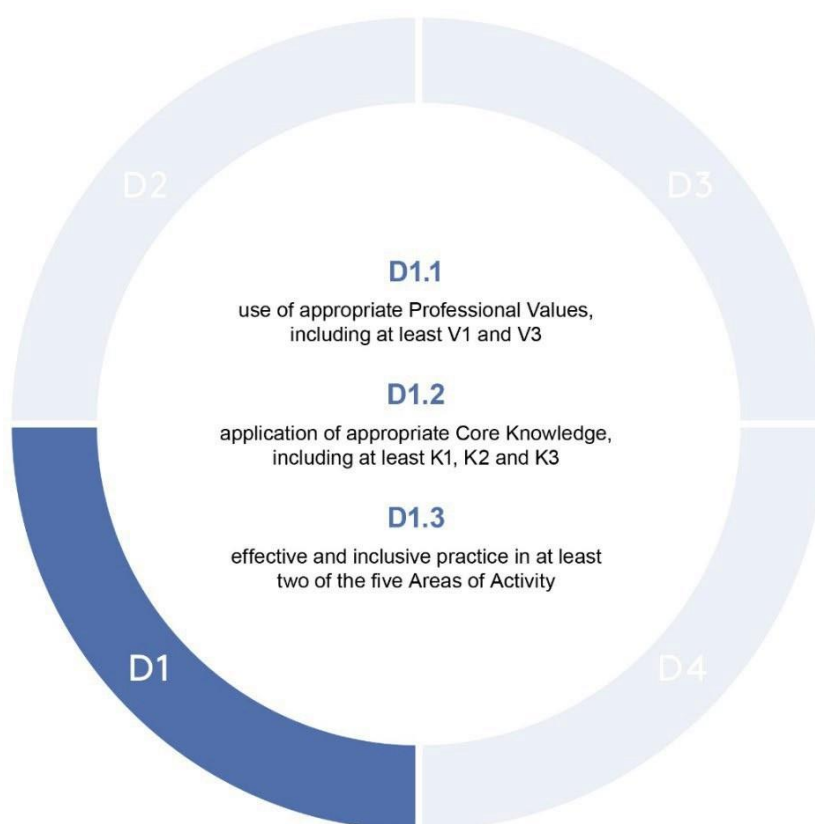 D2
D3
D1.1
use of appropriate Professional Values,
including at least V1 and V3
D1.2
application of appropriate Core Knowledge,
including at least K1, K2 and K3
D1.3
effective and inclusive practice in at least
two of the five Areas of Activity
D1
D4